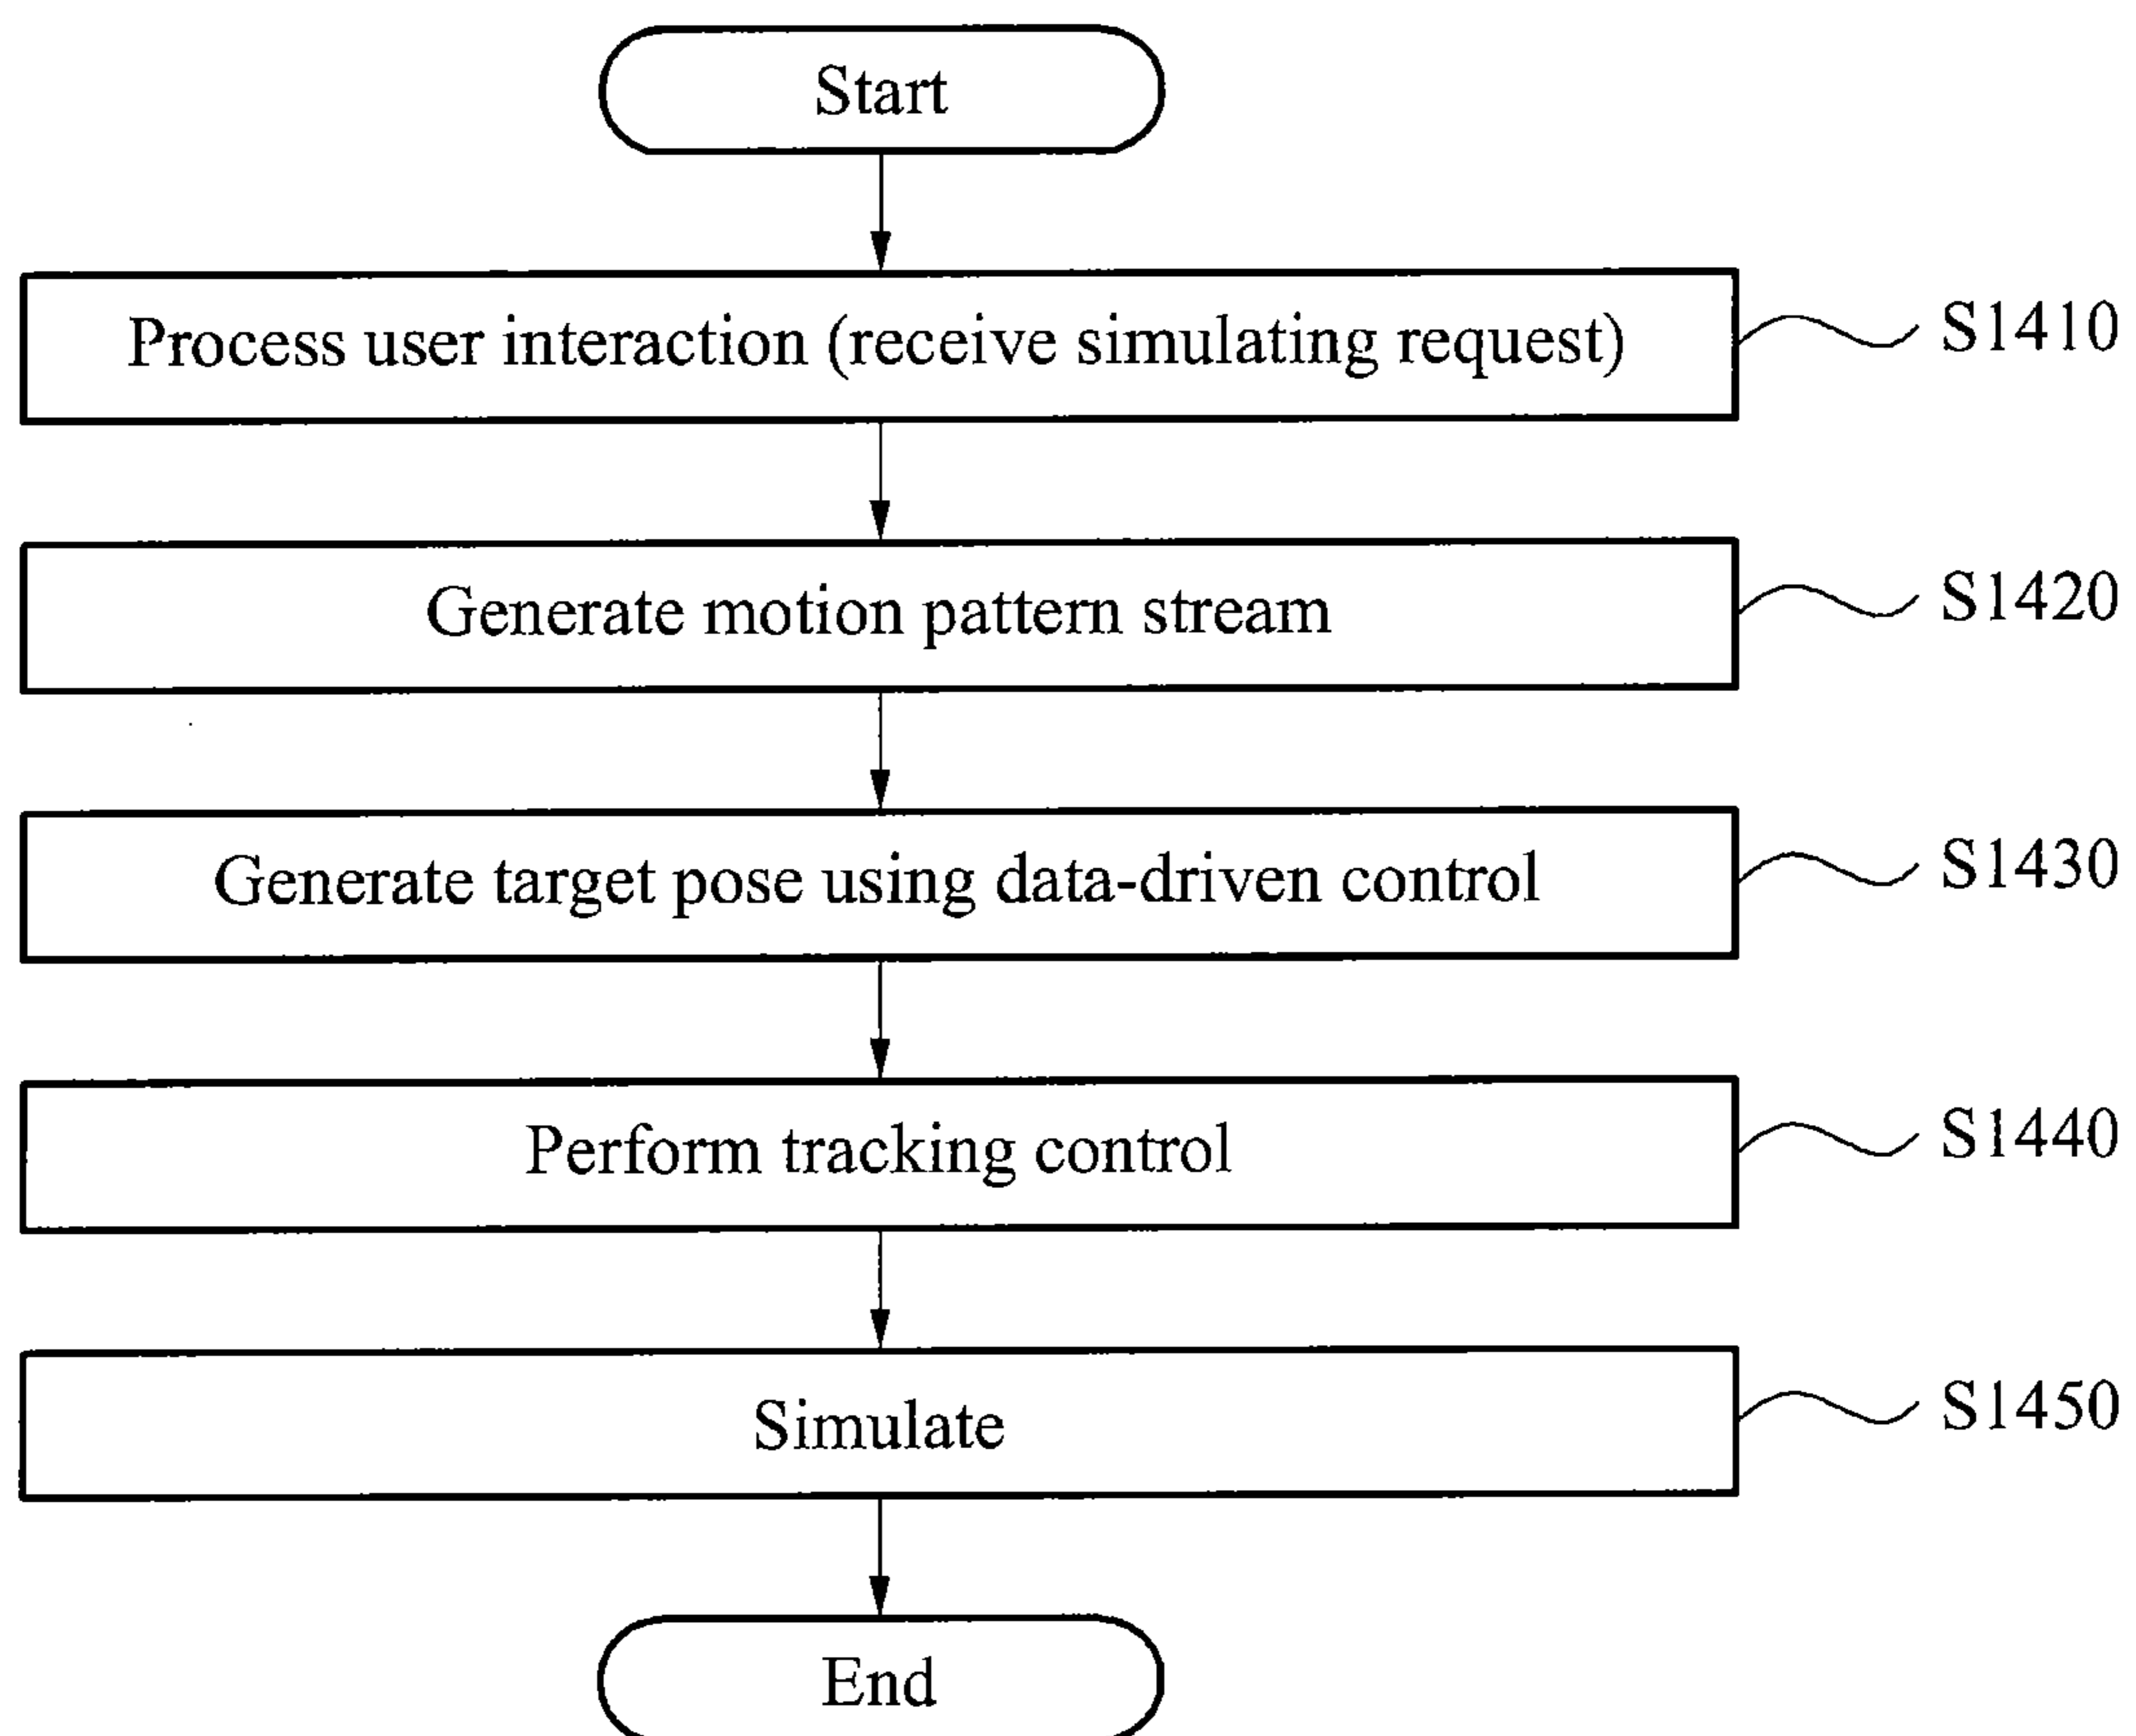 Start
Process user interaction (receive simulating request)
S1410
Generate motion pattern stream
S1420
Generate target pose using data-driven control
S1430
Perform tracking control
S1440
Simulate
S1450
End